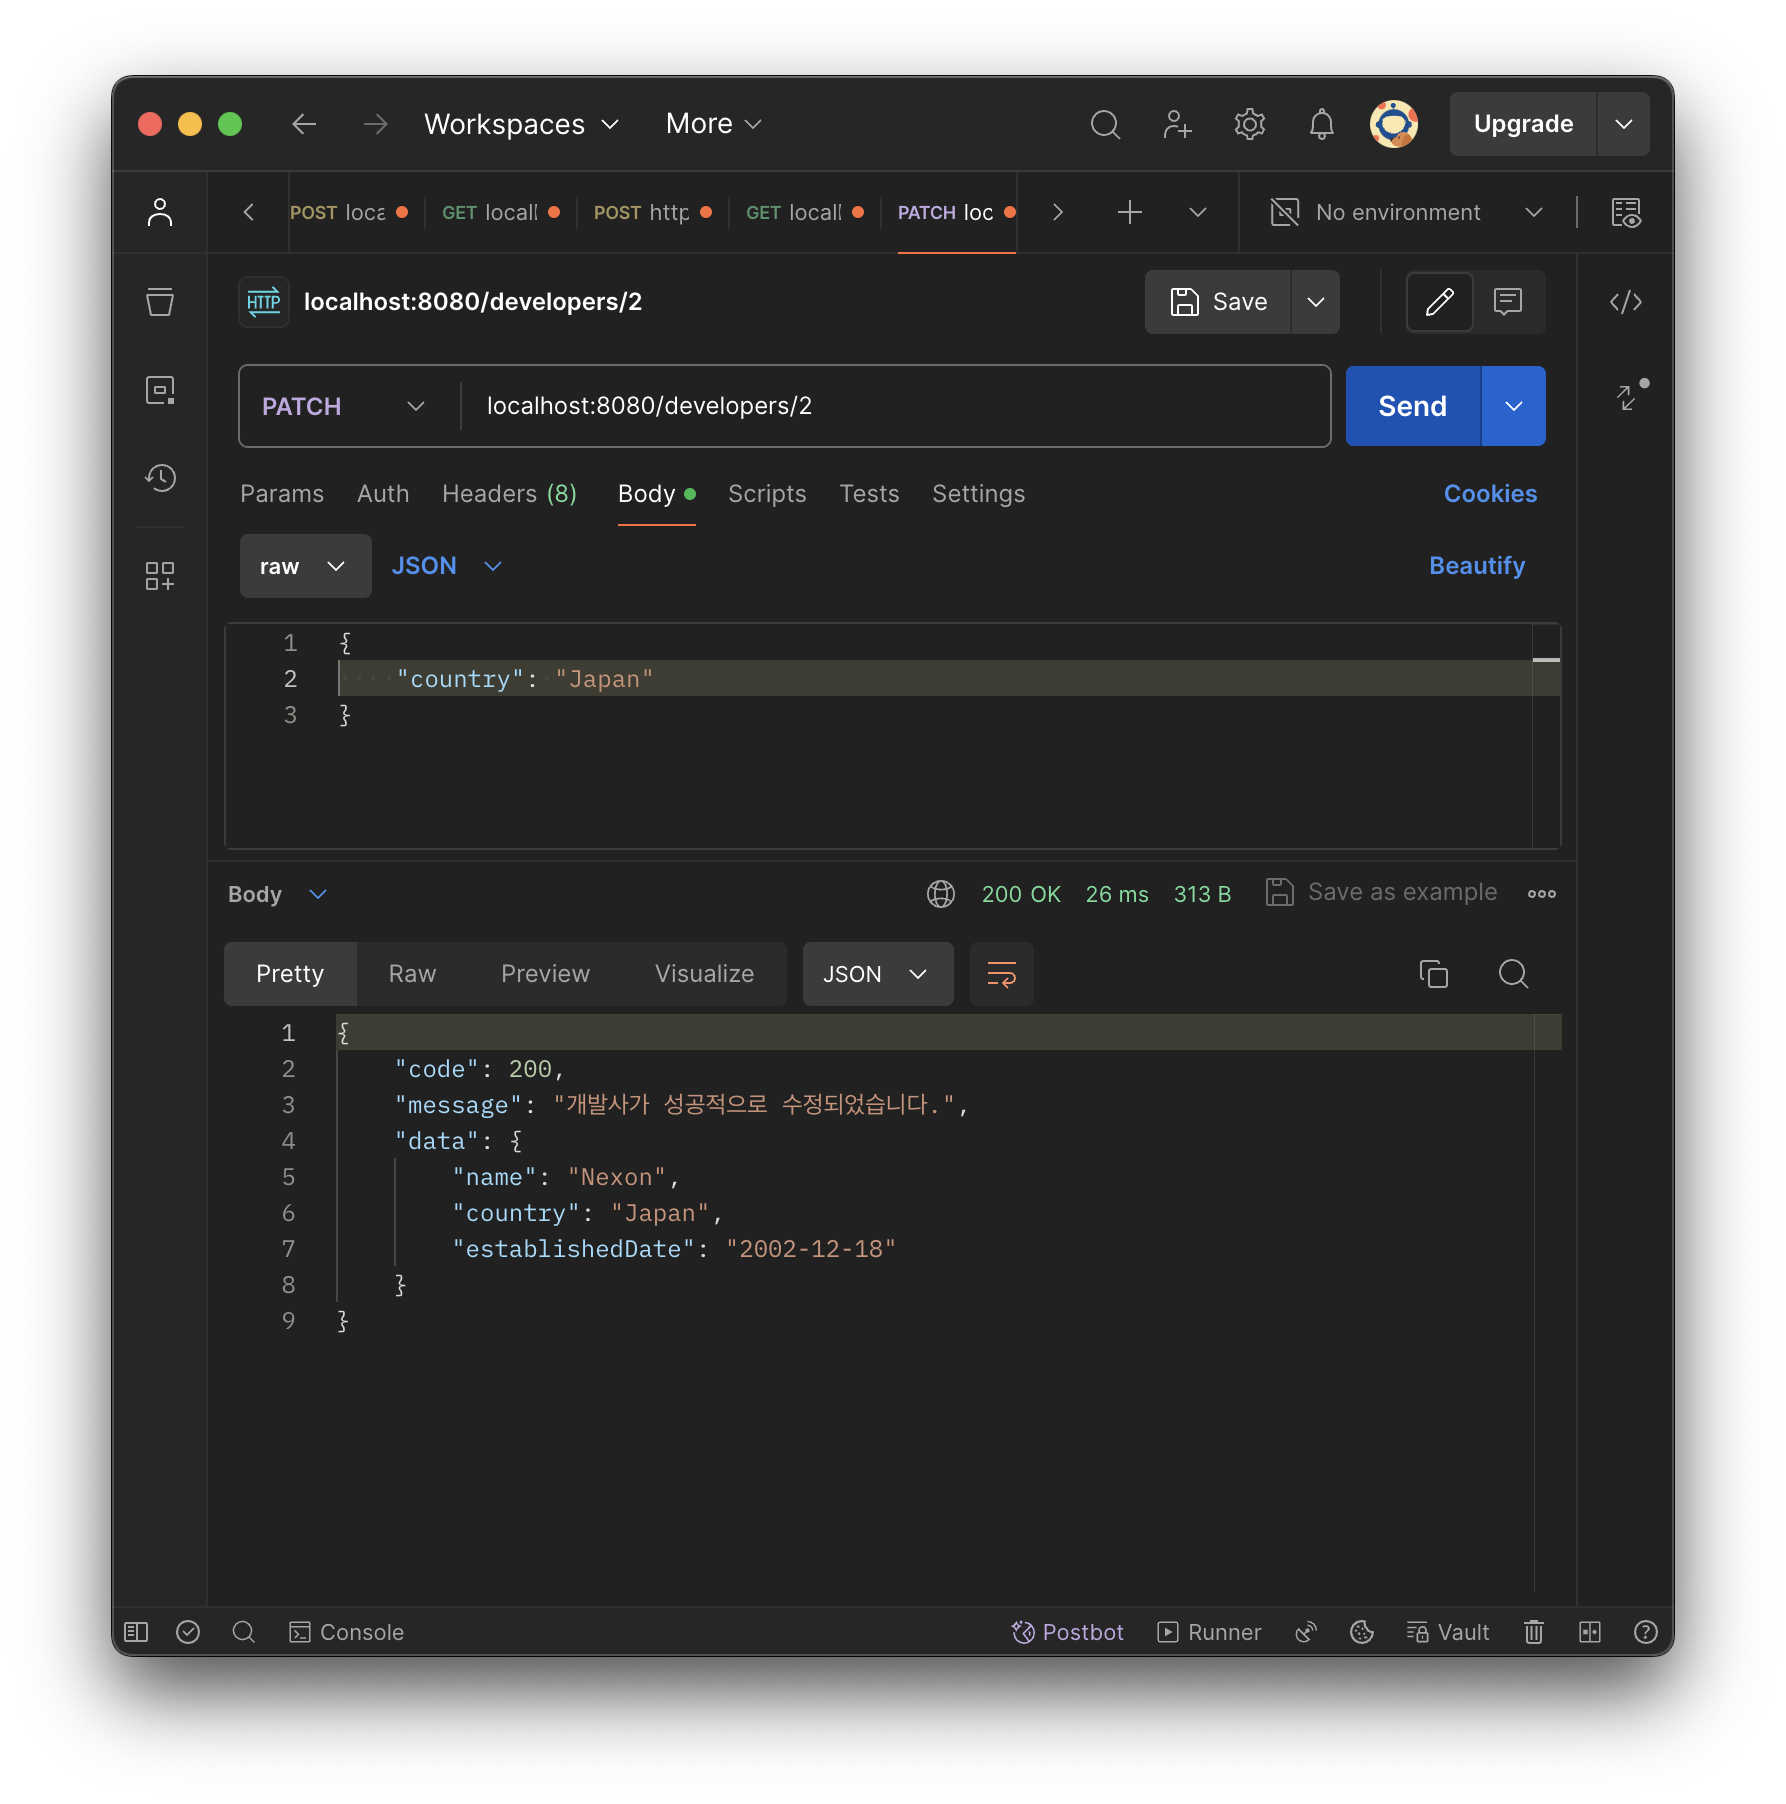 Workspaces More Upgrade
POST loca GET locall POST http GET locall PATCH loc No environment
HTTP localhost:8080/developers/2 Save
PATCH localhost:8080/developers/2 Send
Params Auth Headers (8) Body Scripts Tests Settings Cookies
raw JSON Beautify
1 {
2 "country": "Japan"
3 }
Body 200 OK 26 ms 313 B Save as example
Pretty Raw Preview Visualize JSON
1 {
2 "code": 200,
3 "message": "개발사가 성공적으로 수정되었습니다.",
4 "data": {
5 "name": "Nexon",
6 "country": "Japan",
7 "establishedDate": "2002-12-18"
8 }
9 }
Console Postbot Runner Vault